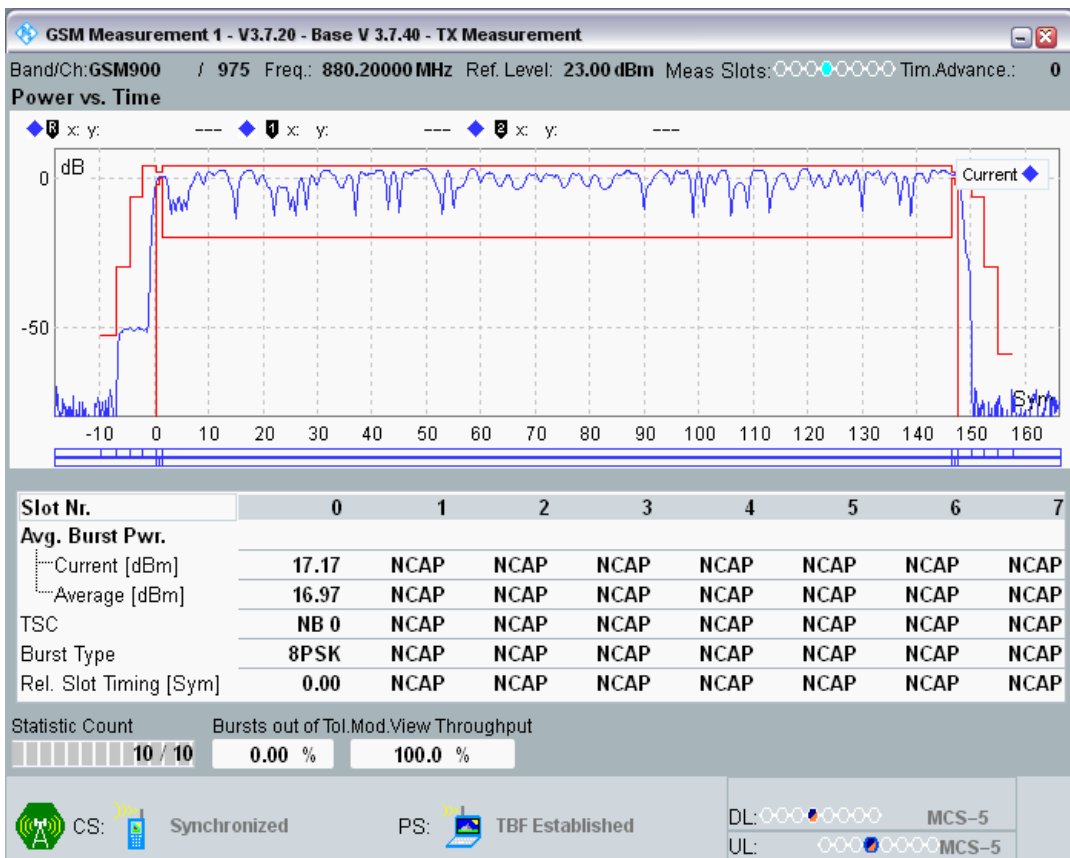 GSM Measurement 1 - V3.7.20 - Base V 3.7.40 - TX Measurement
Band/Ch:GSM900 / 975 Freq.: 880.20000 MHz Ref. Level: 23.00 dBm Meas Slots: Tim.Advance.: 0
Power vs. Time
R x: y: --- 1 x: y: --- 2 x: y: ---
dB
0
Current
-50
Sym
-10 0 10 20 30 40 50 60 70 80 90 100 110 120 130 140 150 160
Slot Nr. 0 1 2 3 4 5 6 7
Avg. Burst Pwr.
Current [dBm] 17.17 NCAP NCAP NCAP NCAP NCAP NCAP NCAP
Average [dBm] 16.97 NCAP NCAP NCAP NCAP NCAP NCAP NCAP
TSC NB 0 NCAP NCAP NCAP NCAP NCAP NCAP NCAP
Burst Type 8PSK NCAP NCAP NCAP NCAP NCAP NCAP NCAP
Rel. Slot Timing [Sym] 0.00 NCAP NCAP NCAP NCAP NCAP NCAP NCAP
Statistic Count Bursts out of Tol.Mod.View Throughput
10 / 10 0.00 % 100.0 %
CS: Synchronized PS: TBF Established
DL: MCS-5
UL: MCS-5